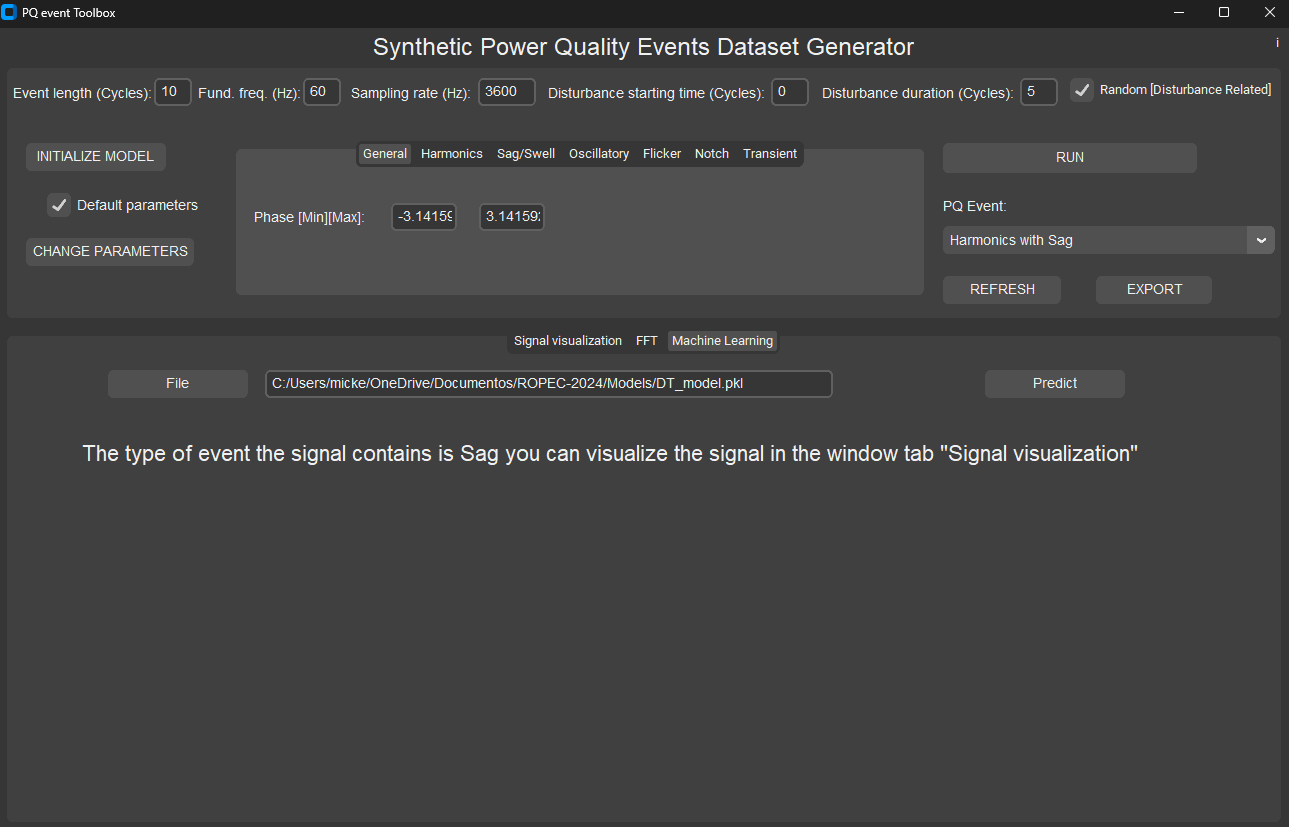 PQ event Toolbox
Synthetic Power Quality Events Dataset Generator
i
Event length (Cycles): 10 Fund. freq. (Hz): 60 Sampling rate (Hz): 3600 Disturbance starting time (Cycles): 0 Disturbance duration (Cycles): 5 Random [Disturbance Related]
INITIALIZE MODEL
Default parameters
CHANGE PARAMETERS
General Harmonics Sag/Swell Oscillatory Flicker Notch Transient
Phase [Min][Max]: -3.14159 3.141592
RUN
PQ Event:
Harmonics with Sag
REFRESH EXPORT
Signal visualization FFT Machine Learning
File C:/Users/micke/OneDrive/Documentos/ROPEC-2024/Models/DT_model.pkl Predict
The type of event the signal contains is Sag you can visualize the signal in the window tab "Signal visualization"